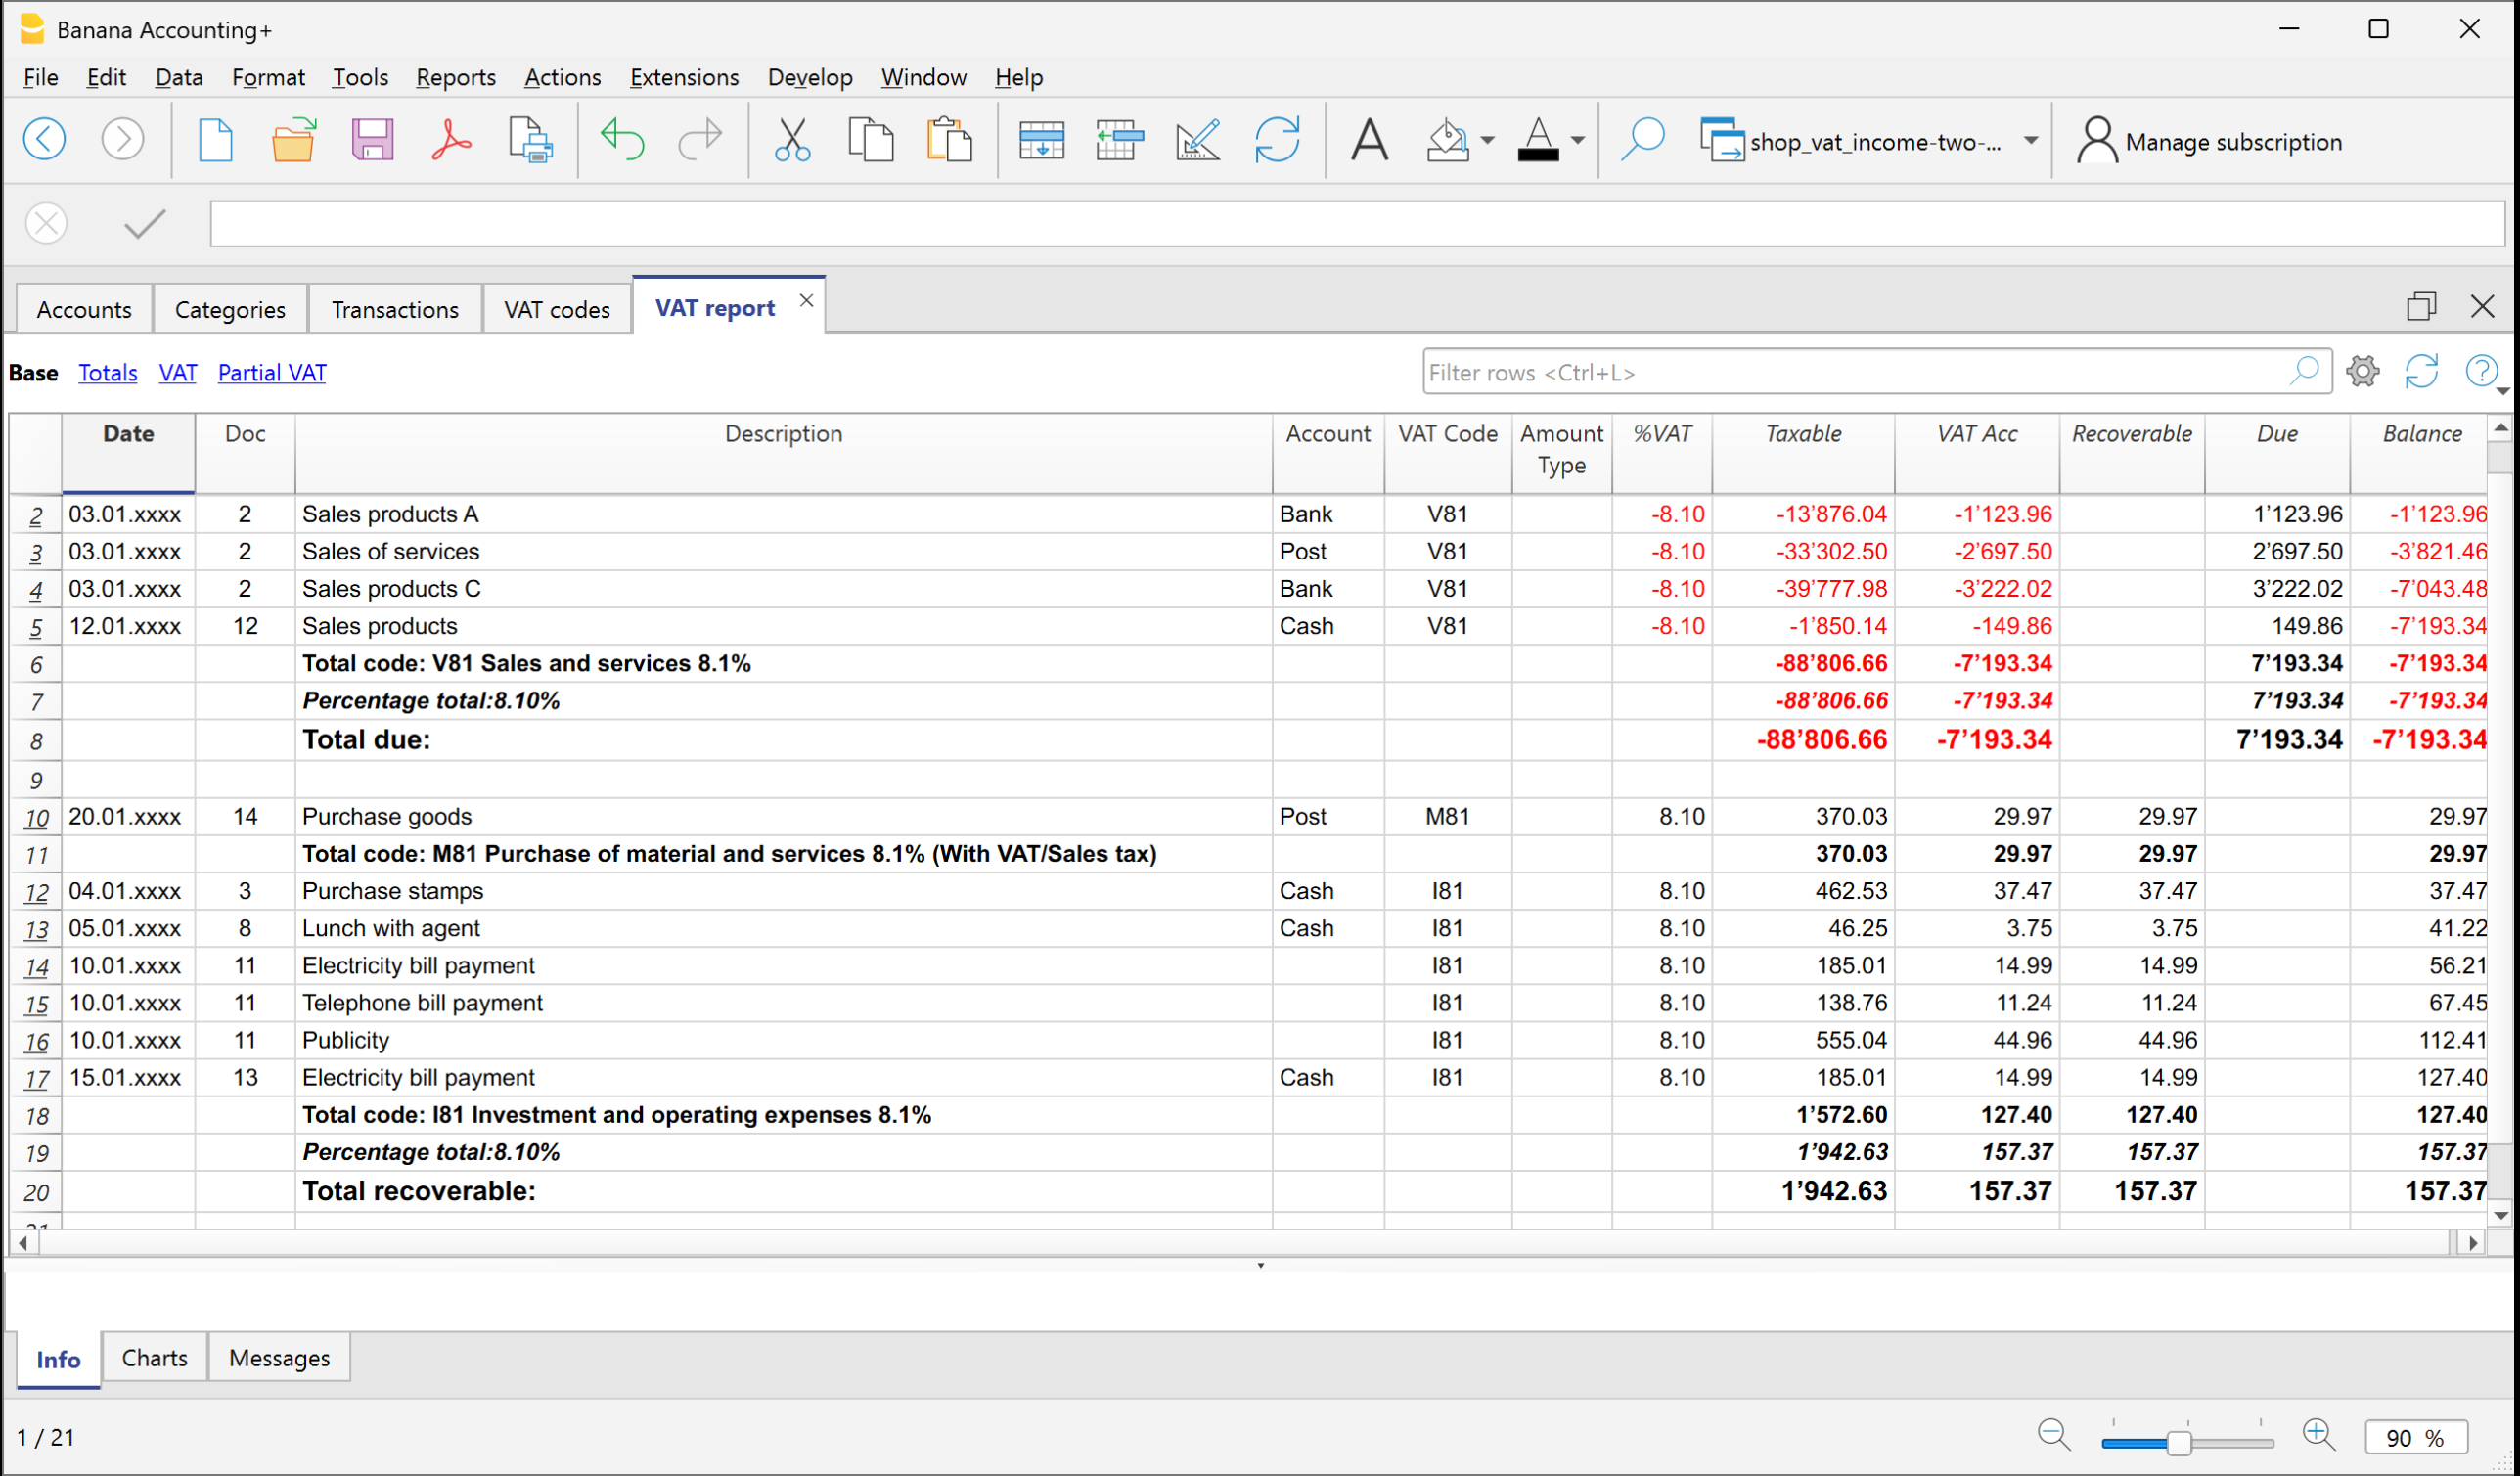 Banana Accounting+
File Edit Data Format Tools Reports Actions Extensions Develop Window Help
A A shop_vat_income-two-... Manage subscription
Accounts Categories Transactions VAT codes VAT report
Base Totals VAT Partial VAT Filter rows <Ctrl+L> ?
Date Doc Description Account VAT Code Amount Type %VAT Taxable VAT Acc Recoverable Due Balance
2 03.01.xxxx 2 Sales products A Bank V81 -8.10 -13’876.04 -1’123.96 1’123.96 -1’123.96
3 03.01.xxxx 2 Sales of services Post V81 -8.10 -33’302.50 -2’697.50 2’697.50 -3’821.46
4 03.01.xxxx 2 Sales products C Bank V81 -8.10 -39’777.98 -3’222.02 3’222.02 -7’043.48
5 12.01.xxxx 12 Sales products Cash V81 -8.10 -1’850.14 -149.86 149.86 -7’193.34
6 Total code: V81 Sales and services 8.1% -88’806.66 -7’193.34 7’193.34 -7’193.34
7 Percentage total:8.10% -88’806.66 -7’193.34 7’193.34 -7’193.34
8 Total due: -88’806.66 -7’193.34 7’193.34 -7’193.34
9
10 20.01.xxxx 14 Purchase goods Post M81 8.10 370.03 29.97 29.97 29.97
11 Total code: M81 Purchase of material and services 8.1% (With VAT/Sales tax) 370.03 29.97 29.97 29.97
12 04.01.xxxx 3 Purchase stamps Cash I81 8.10 462.53 37.47 37.47 37.47
13 05.01.xxxx 8 Lunch with agent Cash I81 8.10 46.25 3.75 3.75 41.22
14 10.01.xxxx 11 Electricity bill payment I81 8.10 185.01 14.99 14.99 56.21
15 10.01.xxxx 11 Telephone bill payment I81 8.10 138.76 11.24 11.24 67.45
16 10.01.xxxx 11 Publicity I81 8.10 555.04 44.96 44.96 112.41
17 15.01.xxxx 13 Electricity bill payment Cash I81 8.10 185.01 14.99 14.99 127.40
18 Total code: I81 Investment and operating expenses 8.1% 1’572.60 127.40 127.40 127.40
19 Percentage total:8.10% 1’942.63 157.37 157.37 157.37
20 Total recoverable: 1’942.63 157.37 157.37 157.37
Info Charts Messages
1 / 21 90 %